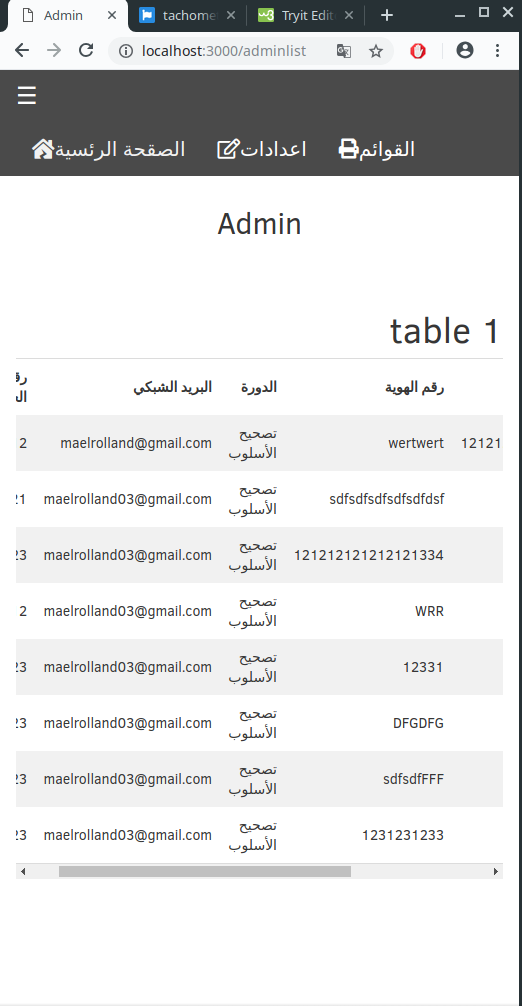 Admin
tachome
Tryit Edit
localhost:3000/adminlist
الصفحة الرئسية اعدادات القوائم
Admin
table 1
رقم الهوية الدورة البريد الشبكي
12121 wertwert تصحيح الأسلوب maelrolland@gmail.com 2
sdfsdfsdfsdfsdfdsf تصحيح الأسلوب maelrolland03@gmail.com 21
121212121212121334 تصحيح الأسلوب maelrolland03@gmail.com 23
WRR تصحيح الأسلوب maelrolland03@gmail.com 2
12331 تصحيح الأسلوب maelrolland03@gmail.com 23
DFGDFG تصحيح الأسلوب maelrolland03@gmail.com 23
sdfsdfFFF تصحيح الأسلوب maelrolland03@gmail.com 23
1231231233 تصحيح الأسلوب maelrolland03@gmail.com 23